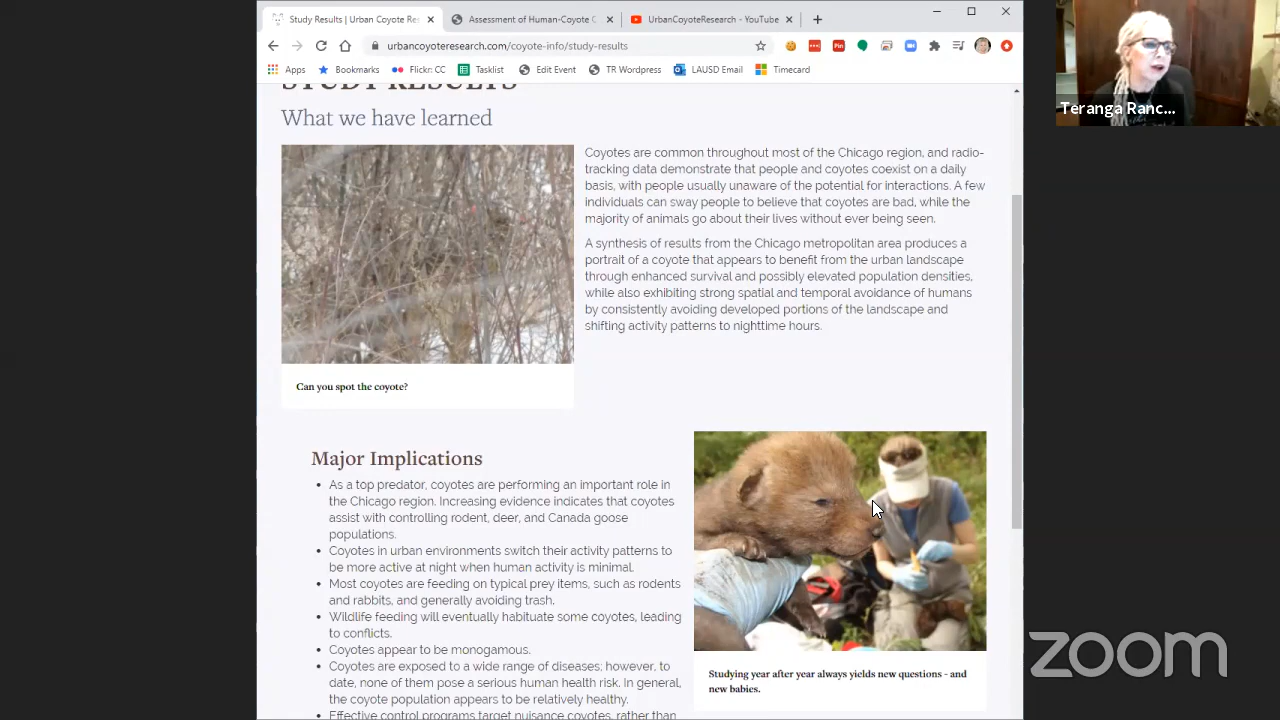 Study Results | Urban Coyote Re
Assessment of Human-Coyote C
UrbanCoyoteResearch - YouTube
urbancoyoteresearch.com/coyote-info/study-results
Apps
Bookmarks
Flickr: CC
Tasklist
Edit Event
TR Wordpress
LAUSD Email
Timecard
STUDY RESULTS
What we have learned
Coyotes are common throughout most of the Chicago region, and radio-
tracking data demonstrate that people and coyotes coexist on a daily
basis, with people usually unaware of the potential for interactions. A few
individuals can sway people to believe that coyotes are bad, while the
majority of animals go about their lives without ever being seen.
A synthesis of results from the Chicago metropolitan area produces a
portrait of a coyote that appears to benefit from the urban landscape
through enhanced survival and possibly elevated population densities,
while also exhibiting strong spatial and temporal avoidance of humans
by consistently avoiding developed portions of the landscape and
shifting activity patterns to nighttime hours.
Can you spot the coyote?
Major Implications
• As a top predator, coyotes are performing an important role in
the Chicago region. Increasing evidence indicates that coyotes
assist with controlling rodent, deer, and Canada goose
populations.
• Coyotes in urban environments switch their activity patterns to
be more active at night when human activity is minimal.
• Most coyotes are feeding on typical prey items, such as rodents
and rabbits, and generally avoiding trash.
• Wildlife feeding will eventually habituate some coyotes, leading
to conflicts.
• Coyotes appear to be monogamous.
• Coyotes are exposed to a wide range of diseases; however, to
date, none of them pose a serious human health risk. In general,
the coyote population appears to be relatively healthy.
• Effective control programs target nuisance coyotes, rather than
Studying year after year always yields new questions - and
new babies.
Teranga Ranc...
zoom